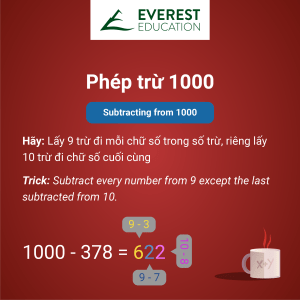 EVEREST
EDUCATION
Phép trừ 1000
Subtracting from 1000
Hãy: Lấy 9 trừ đi mỗi chữ số trong số trừ, riêng lấy
10 trừ đi chữ số cuối cùng
Trick: Subtract every number from 9 except the last
subtracted from 10.
9 - 3
1000 - 378 = 622
10 - 8
9 - 7
x-y